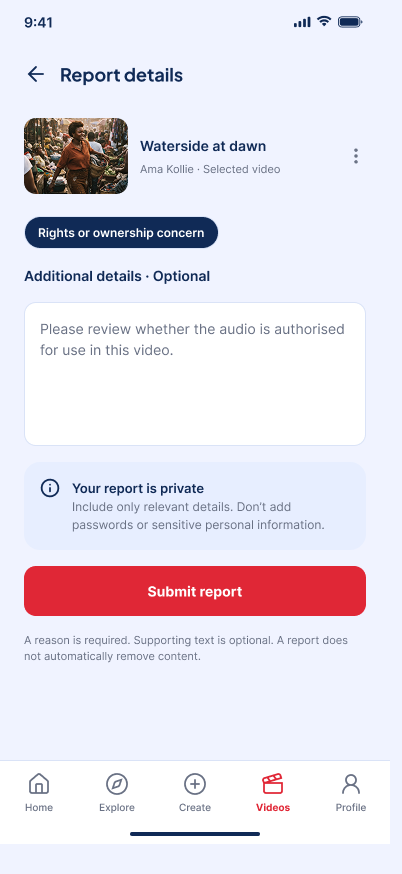 9:41
Report details
Waterside at dawn
Ama Kollie · Selected video
Rights or ownership concern
Additional details · Optional
Please review whether the audio is authorised
for use in this video.
Your report is private
Include only relevant details. Don’t add
passwords or sensitive personal information.
Submit report
A reason is required. Supporting text is optional. A report does
not automatically remove content.
Home
Explore
Create
Videos
Profile